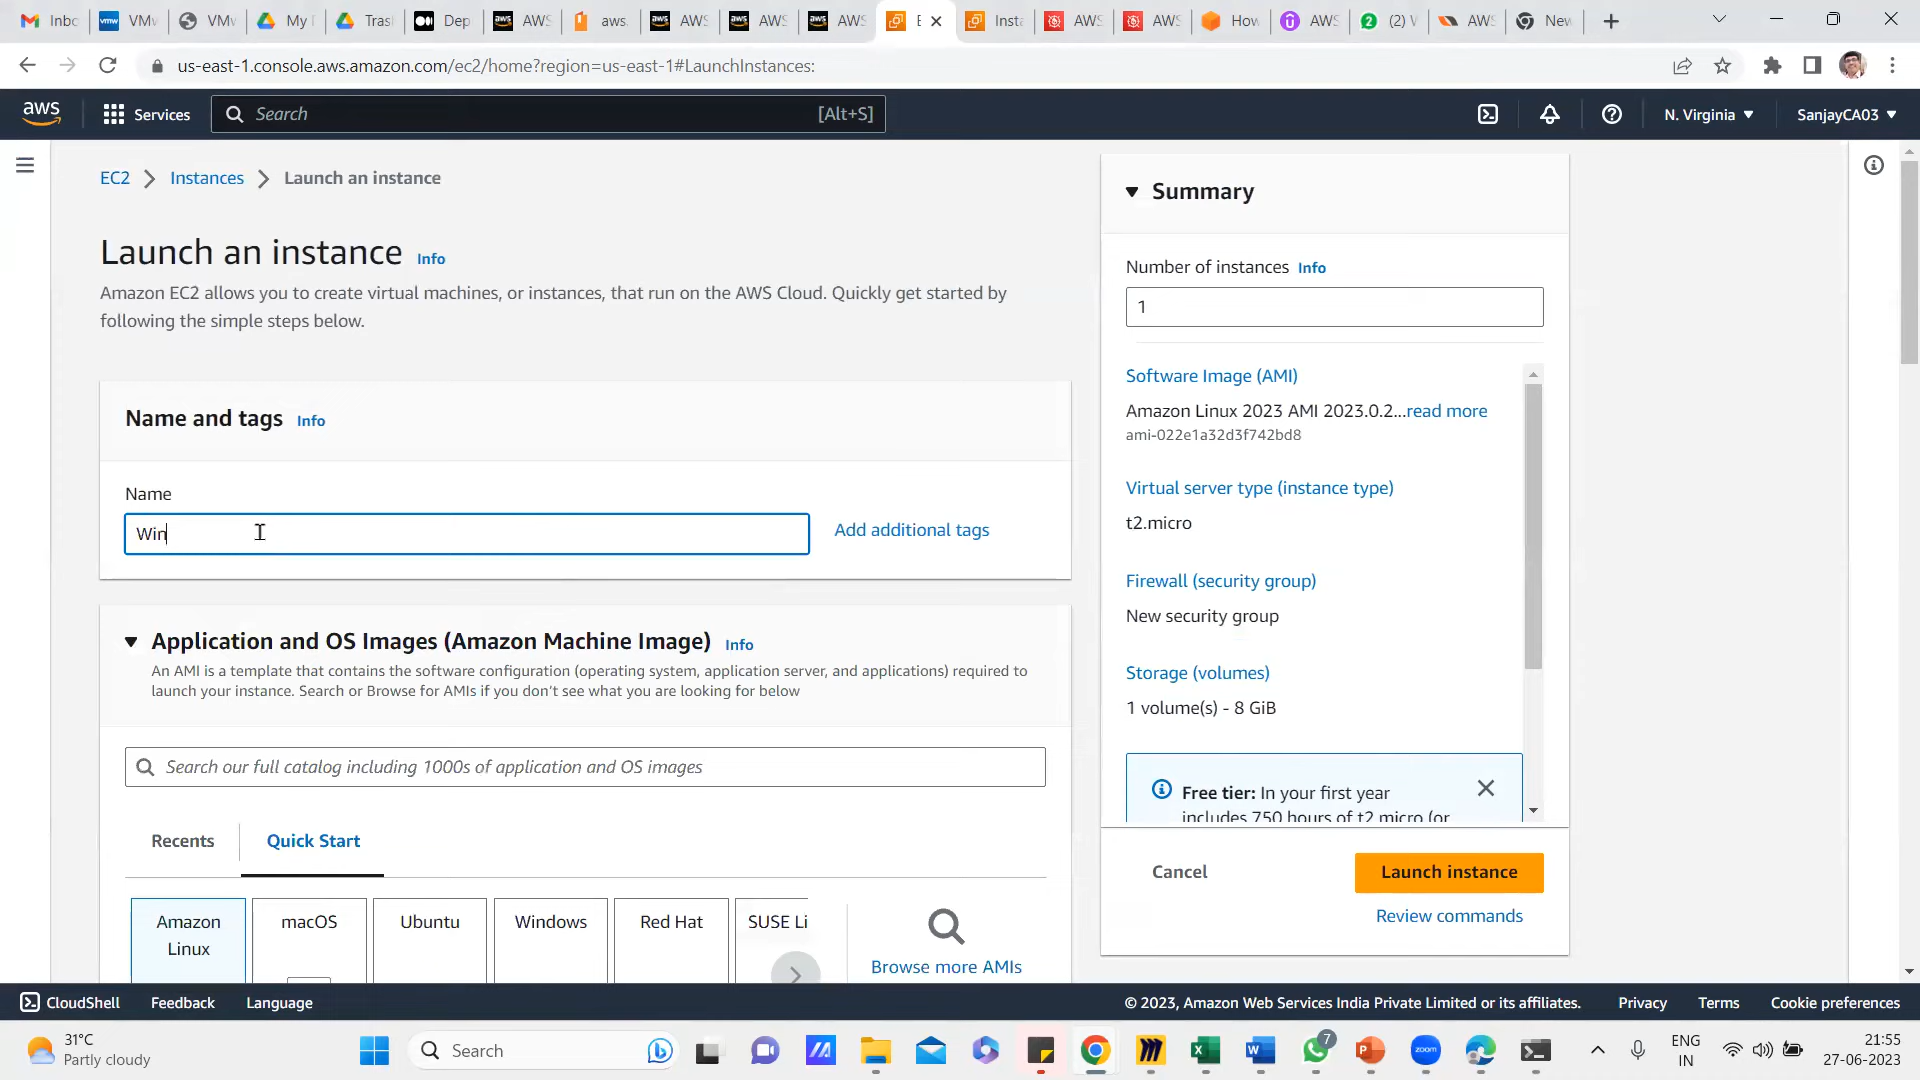 Inbc
VMw
VMw
My I
Trasl
Dep
AWS
aws.
AWS
AWS
AWS
E
Insta
AWS
AWS
How
AWS
(2) V
AWS
New
us-east-1.console.aws.amazon.com/ec2/home?region=us-east-1#LaunchInstances:
aws
Services
Search
[Alt+S]
N. Virginia
SanjayCA03
EC2
Instances
Launch an instance
Launch an instance Info
Amazon EC2 allows you to create virtual machines, or instances, that run on the AWS Cloud. Quickly get started by
following the simple steps below.
Name and tags Info
Name
Win
Add additional tags
Application and OS Images (Amazon Machine Image) Info
An AMI is a template that contains the software configuration (operating system, application server, and applications) required to
launch your instance. Search or Browse for AMIs if you don't see what you are looking for below
Search our full catalog including 1000s of application and OS images
Recents
Quick Start
Amazon
Linux
macOS
Ubuntu
Windows
Red Hat
SUSE Li
Browse more AMIs
Summary
Number of instances Info
1
Software Image (AMI)
Amazon Linux 2023 AMI 2023.0.2...read more
ami-022e1a32d3f742bd8
Virtual server type (instance type)
t2.micro
Firewall (security group)
New security group
Storage (volumes)
1 volume(s) - 8 GiB
Free tier: In your first year
includes 750 hours of t2.micro (or
Cancel
Launch instance
Review commands
CloudShell
Feedback
Language
© 2023, Amazon Web Services India Private Limited or its affiliates.
Privacy
Terms
Cookie preferences
31°C
Partly cloudy
Search
zoom
7
ENG
IN
21:55
27-06-2023